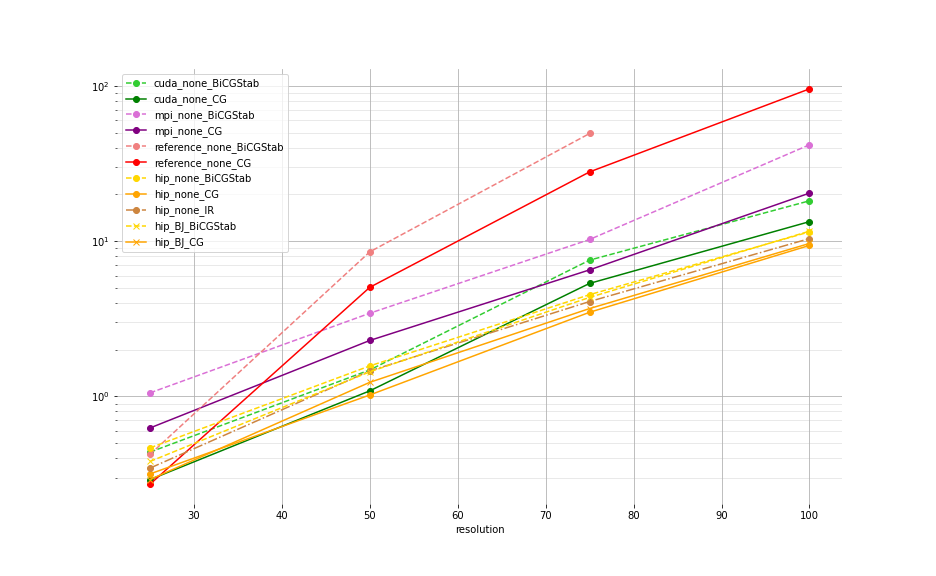 10²
10¹
10⁰
cuda_none_BiCGStab
cuda_none_CG
mpi_none_BiCGStab
mpi_none_CG
reference_none_BiCGStab
reference_none_CG
hip_none_BiCGStab
hip_none_CG
hip_none_IR
hip_BJ_BiCGStab
hip_BJ_CG
30 40 50 60 70 80 90 100
resolution